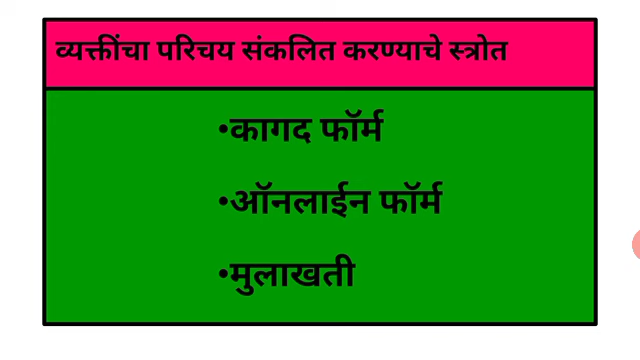 व्यक्तींचा परिचय संकलित करण्याचे स्त्रोत
•कागद फॉर्म
•ऑनलाईन फॉर्म
•मुलाखती